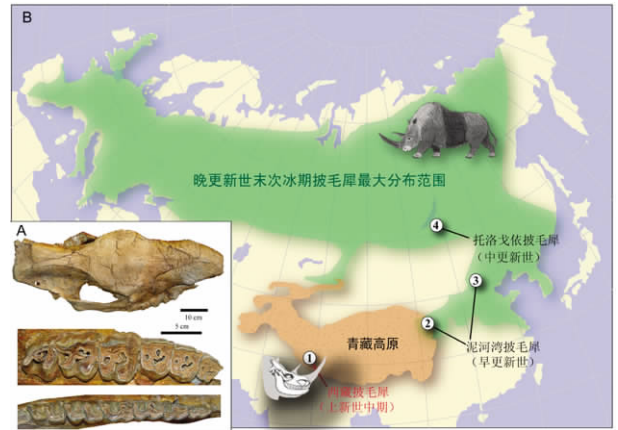 B
晚更新世末次冰期披毛犀最大分布范围
④
托洛戈依披毛犀
（中更新世）
③
A
10 cm
5 cm
青藏高原
②
泥河湾披毛犀
（早更新世）
①
西藏披毛犀
（上新世中期）